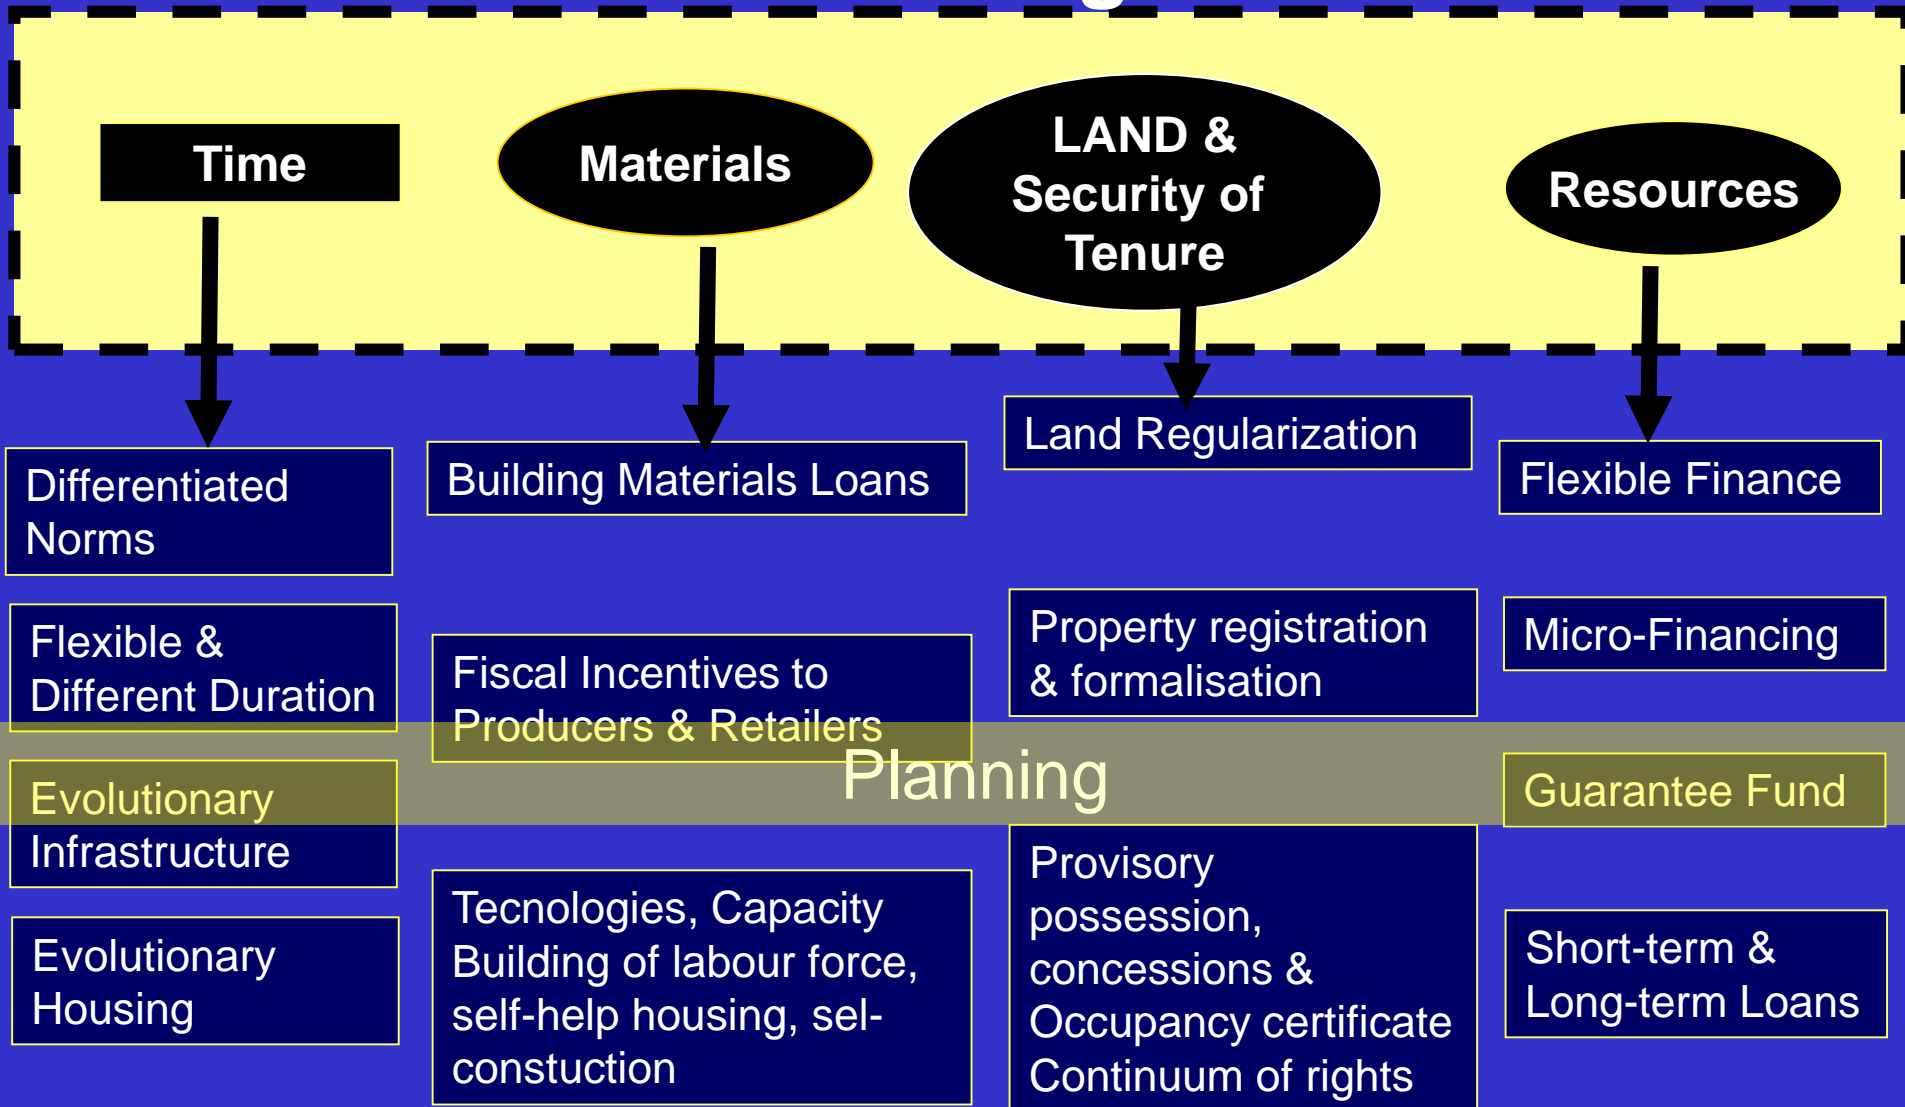 Time
Materials
LAND &
Security of
Tenure
Resources
Differentiated
Norms
Flexible &
Different Duration
Evolutionary
Infrastructure
Evolutionary
Housing
Building Materials Loans
Fiscal Incentives to
Producers & Retailers
Tecnologies, Capacity
Building of labour force,
self-help housing, sel-
constuction
Land Regularization
Property registration
& formalisation
Planning
Provisory
possession,
concessions &
Occupancy certificate
Continuum of rights
Flexible Finance
Micro-Financing
Guarantee Fund
Short-term &
Long-term Loans